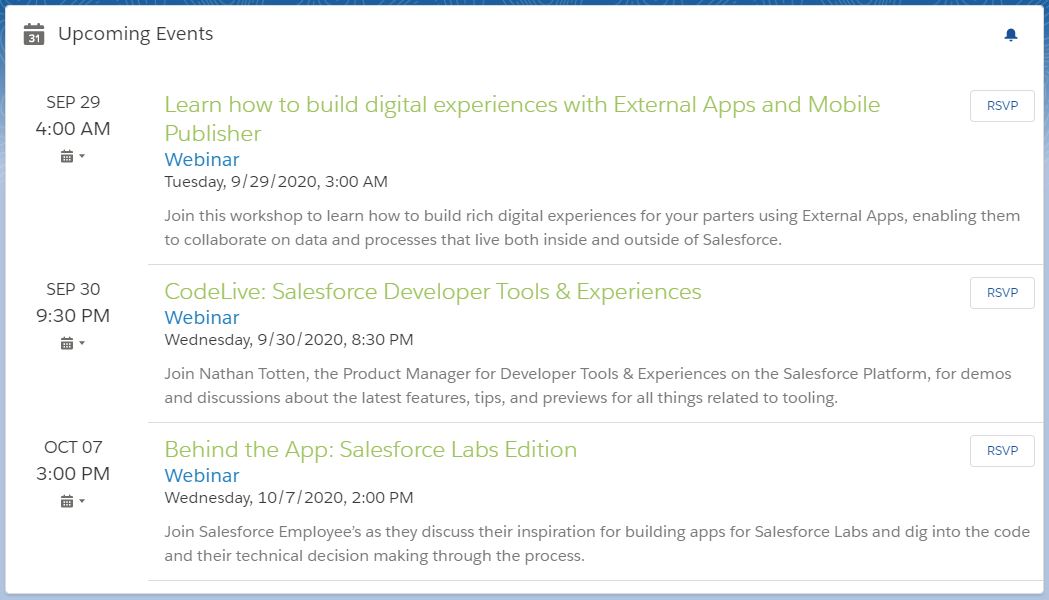 31 Upcoming Events
SEP 29
4:00 AM
Learn how to build digital experiences with External Apps and Mobile
Publisher
RSVP
Webinar
Tuesday, 9/29/2020, 3:00 AM
Join this workshop to learn how to build rich digital experiences for your parters using External Apps, enabling them
to collaborate on data and processes that live both inside and outside of Salesforce.
SEP 30
9:30 PM
CodeLive: Salesforce Developer Tools & Experiences
RSVP
Webinar
Wednesday, 9/30/2020, 8:30 PM
Join Nathan Totten, the Product Manager for Developer Tools & Experiences on the Salesforce Platform, for demos
and discussions about the latest features, tips, and previews for all things related to tooling.
OCT 07
3:00 PM
Behind the App: Salesforce Labs Edition
RSVP
Webinar
Wednesday, 10/7/2020, 2:00 PM
Join Salesforce Employee’s as they discuss their inspiration for building apps for Salesforce Labs and dig into the code
and their technical decision making through the process.